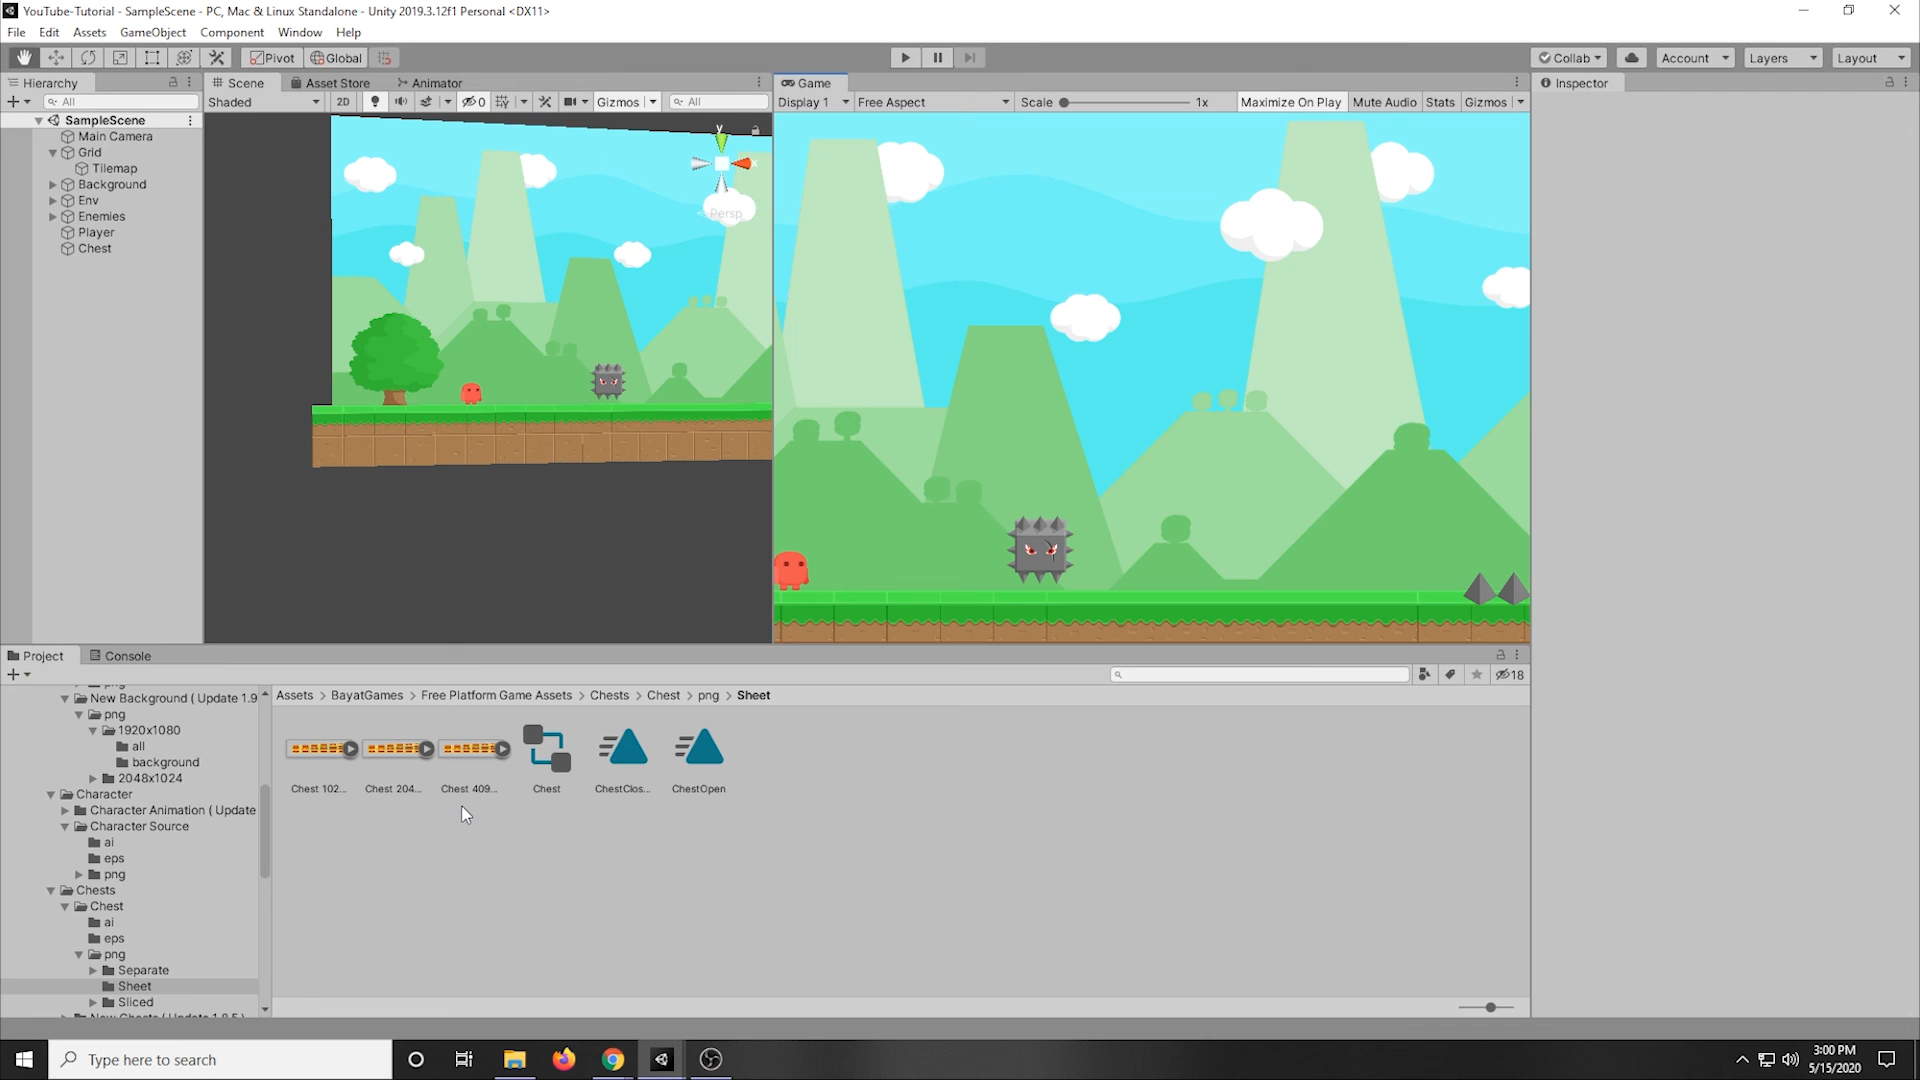 YouTube-Tutorial - SampleScene - PC, Mac & Linux Standalone - Unity 2019.3.12f1 Personal <DX11>
File Edit Assets GameObject Component Window Help
Pivot Global Collab Account Layers Layout
Hierarchy Scene Asset Store Animator Game Inspector
All Shaded 2D 0 Gizmos All Display 1 Free Aspect Scale 1x Maximize On Play Mute Audio Stats Gizmos
SampleScene
Main Camera
Grid
Tilemap
Background
Env
Enemies
Player
Chest
y
Persp
Project Console
18
Assets > BayatGames > Free Platform Game Assets > Chests > Chest > png > Sheet
New Background ( Update 1.9
png
1920x1080
all
background
2048x1024
Character
Character Animation ( Update
Character Source
ai
eps
png
Chests
Chest
ai
eps
png
Separate
Sheet
Sliced
New Chests ( Update 1.8.5 )
Chest 102... Chest 204... Chest 409... Chest ChestClos... ChestOpen
Type here to search
3:00 PM
5/15/2020